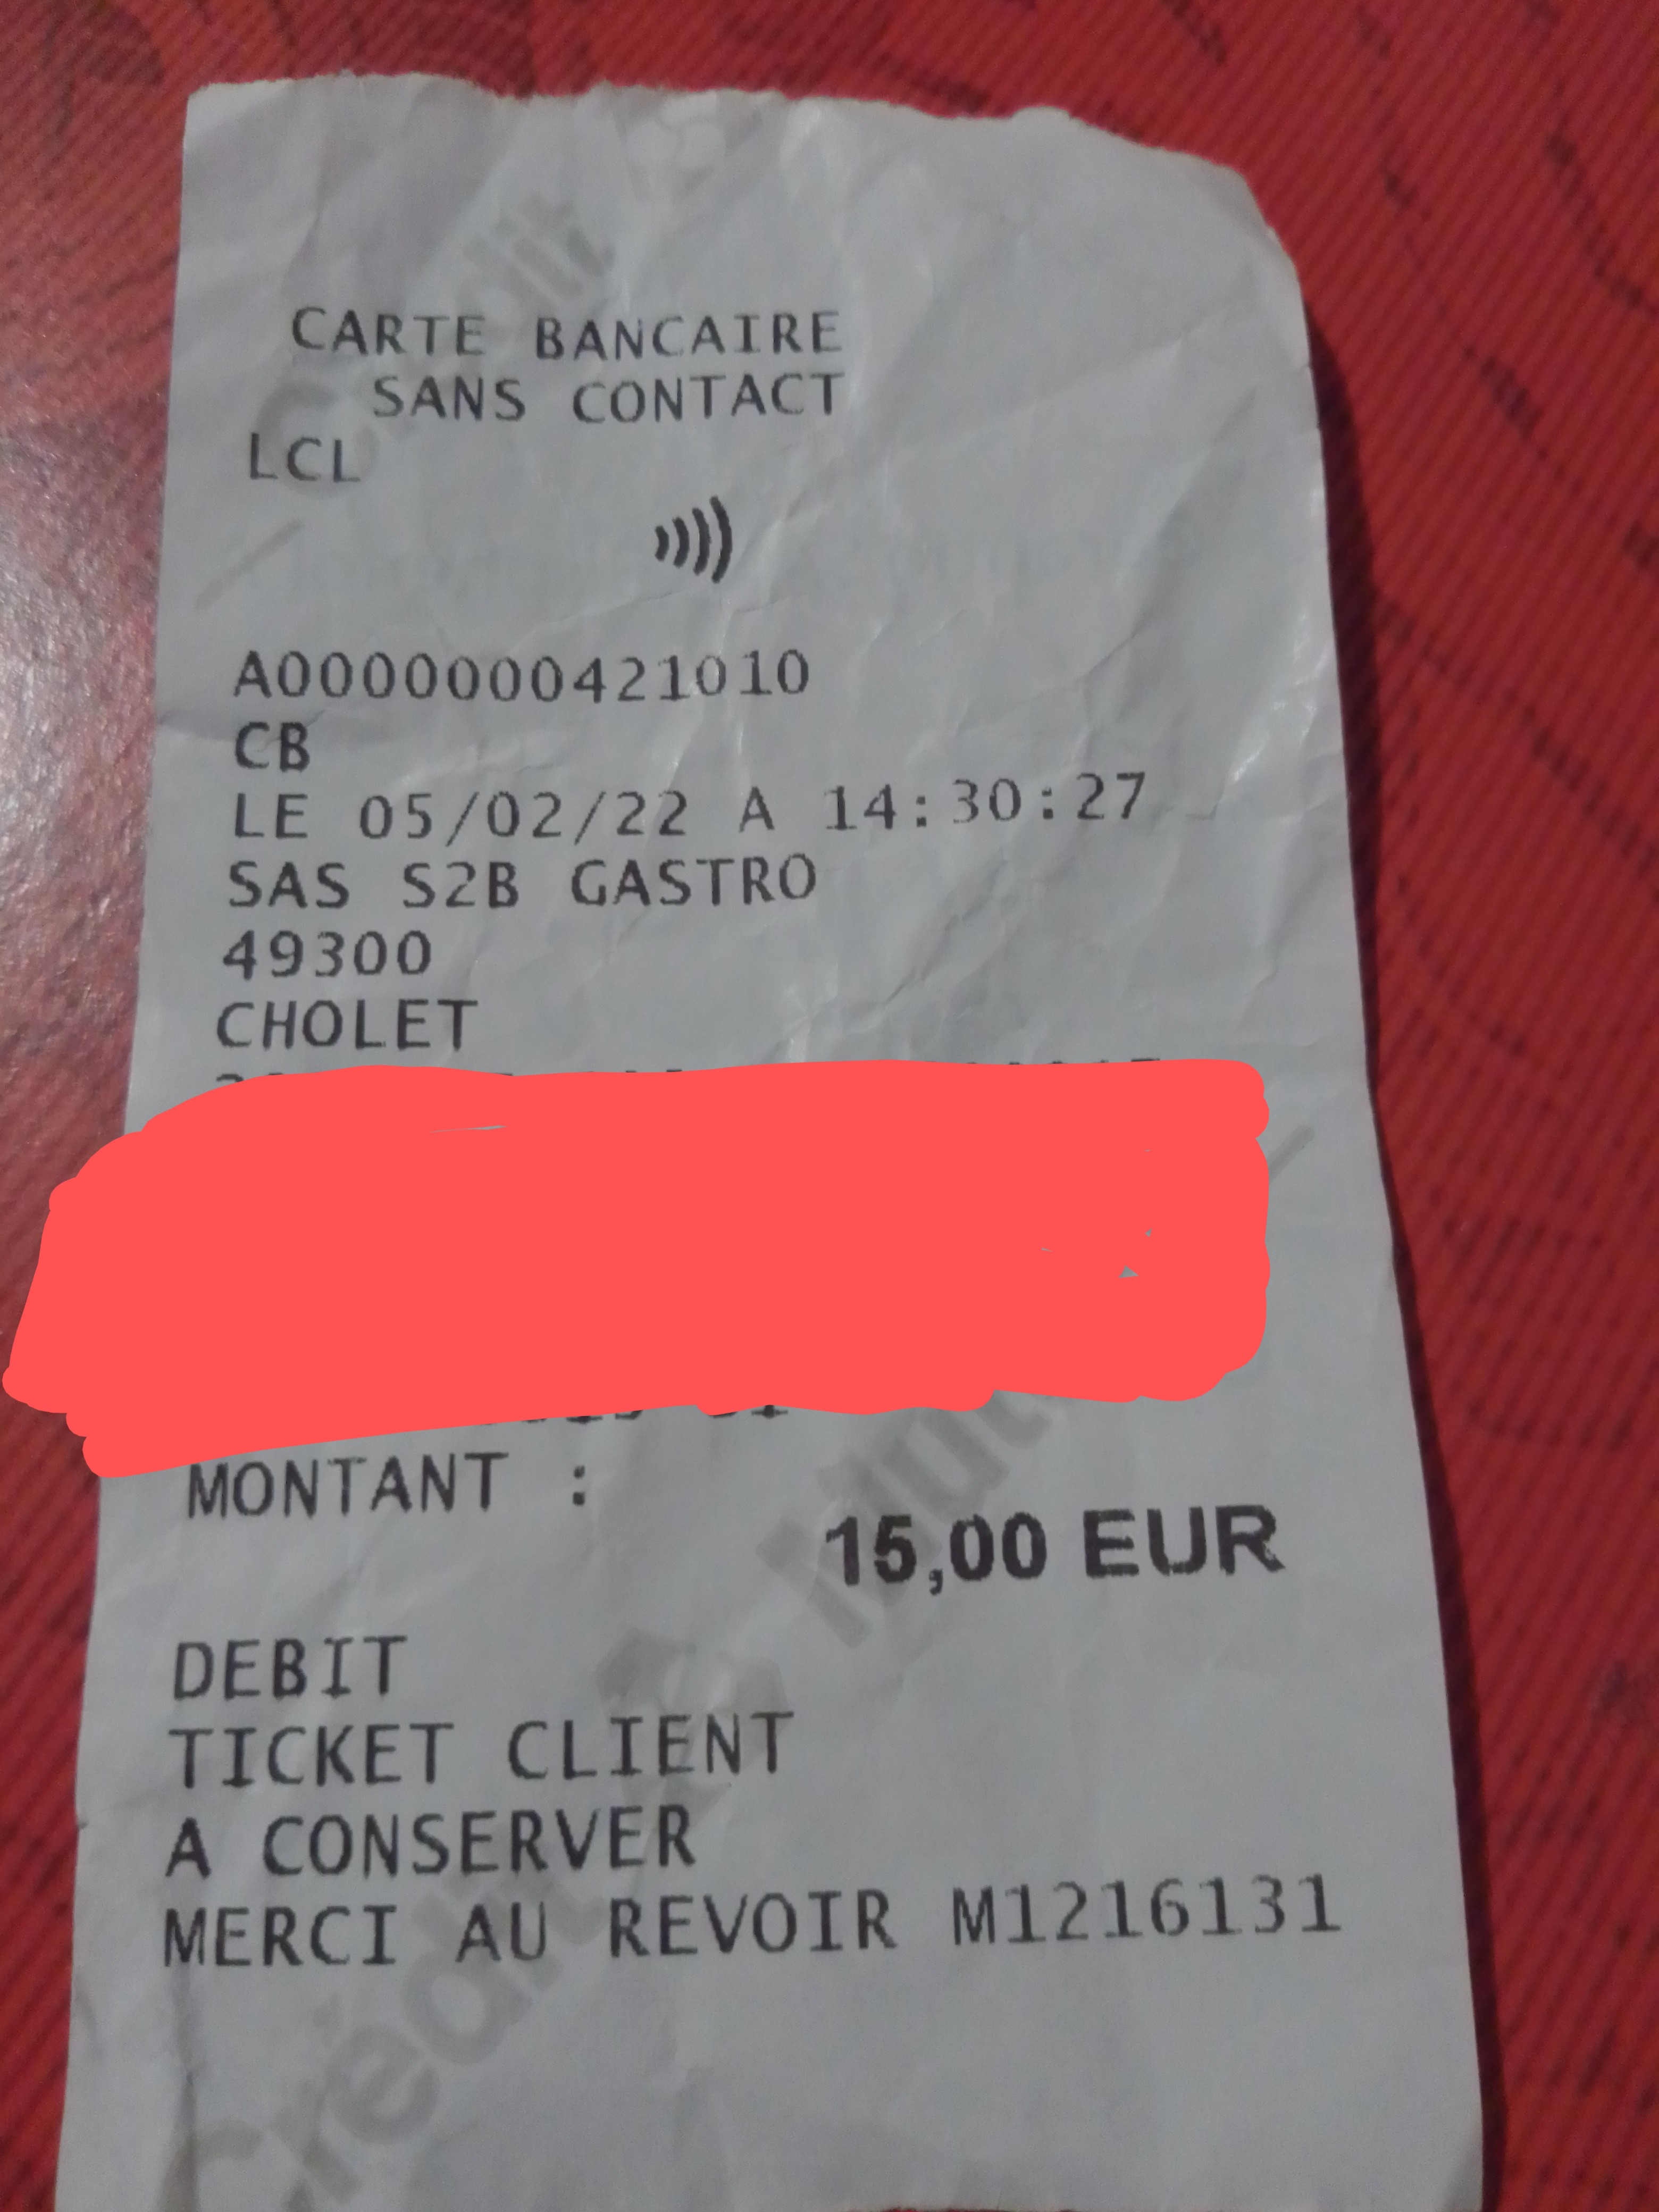 CARTE BANCAIRE
SANS CONTACT
LCL
A0000000421010
CB
LE 05/02/22 A 14:30:27
SAS S2B GASTRO
49300
CHOLET
MONTANT :
15,00 EUR
DEBIT
TICKET CLIENT
A CONSERVER
MERCI AU REVOIR M1216131
Crédit